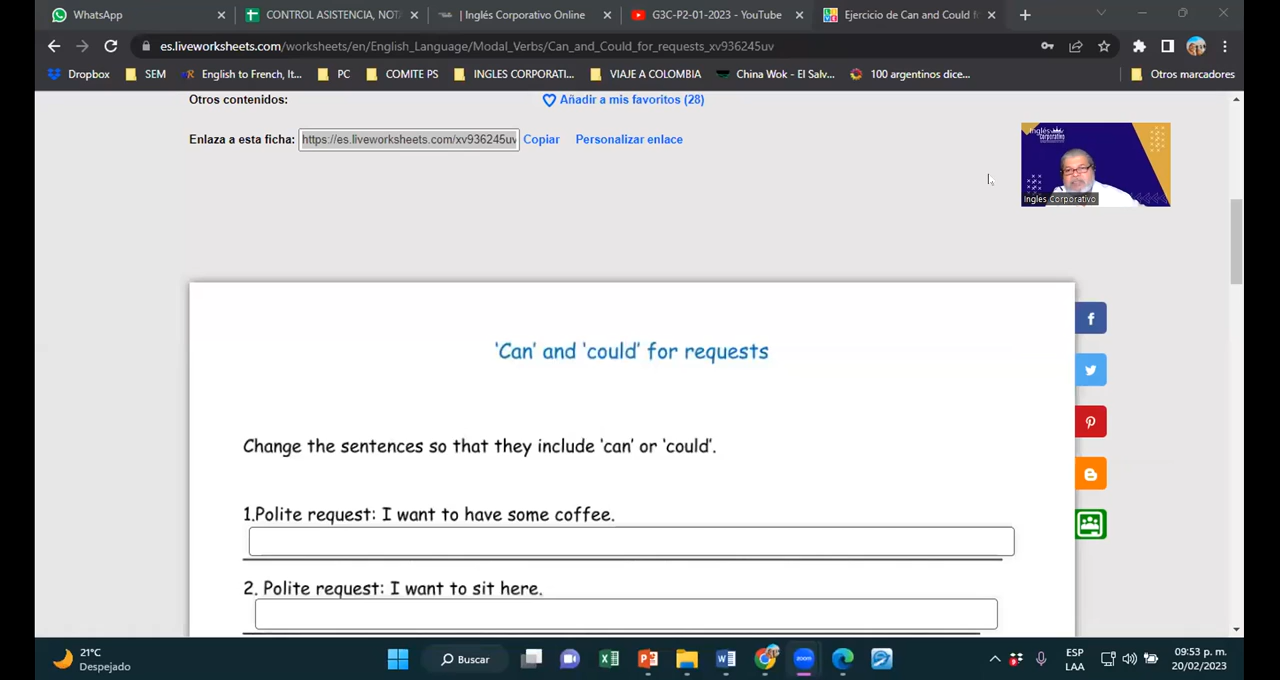 WhatsApp CONTROL ASISTENCIA, NOTA | Inglés Corporativo Online G3C-P2-01-2023 - YouTube Ejercicio de Can and Could f
es.liveworksheets.com/worksheets/en/English_Language/Modal_Verbs/Can_and_Could_for_requests_xv936245uv
Dropbox SEM English to French, It... PC COMITE PS INGLES CORPORATI... VIAJE A COLOMBIA China Wok - El Salv... 100 argentinos dice... Otros marcadores
Otros contenidos: Añadir a mis favoritos (28)
Enlaza a esta ficha: https://es.liveworksheets.com/xv936245uv Copiar Personalizar enlace
Inglés
corporativo
Ingles Corporativo
'Can' and 'could' for requests
Change the sentences so that they include 'can' or 'could'.
1.Polite request: I want to have some coffee.
2. Polite request: I want to sit here.
21°C
Despejado
Buscar
zoom
ESP
LAA
09:53 p. m.
20/02/2023